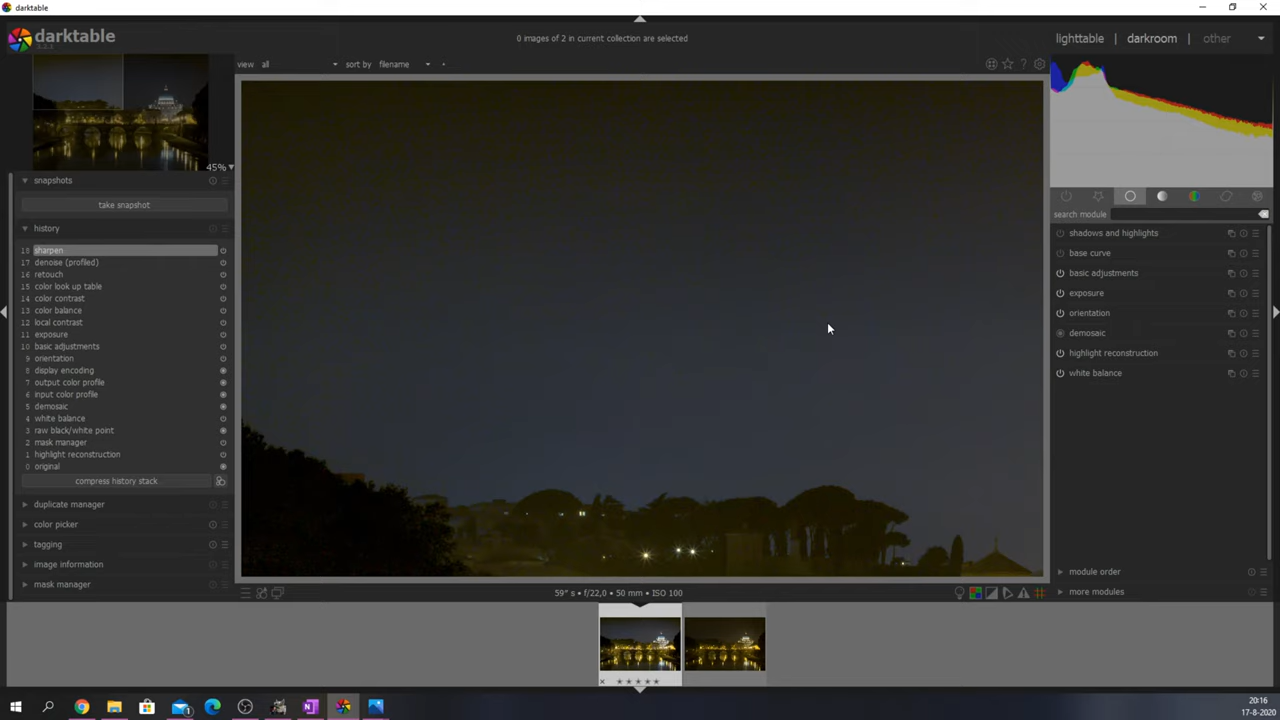 darktable
darktable
3.2.1
0 images of 2 in current collection are selected
lighttable | darkroom | other
view all sort by filename
45%
snapshots
take snapshot
history
18 sharpen
17 denoise (profiled)
16 retouch
15 color look up table
14 color contrast
13 color balance
12 local contrast
11 exposure
10 basic adjustments
9 orientation
8 display encoding
7 output color profile
6 input color profile
5 demosaic
4 white balance
3 raw black/white point
2 mask manager
1 highlight reconstruction
0 original
compress history stack
duplicate manager
color picker
tagging
image information
mask manager
search module
shadows and highlights
base curve
basic adjustments
exposure
orientation
demosaic
highlight reconstruction
white balance
module order
more modules
59" s • f/22,0 • 50 mm • ISO 100
20:16
17-8-2020